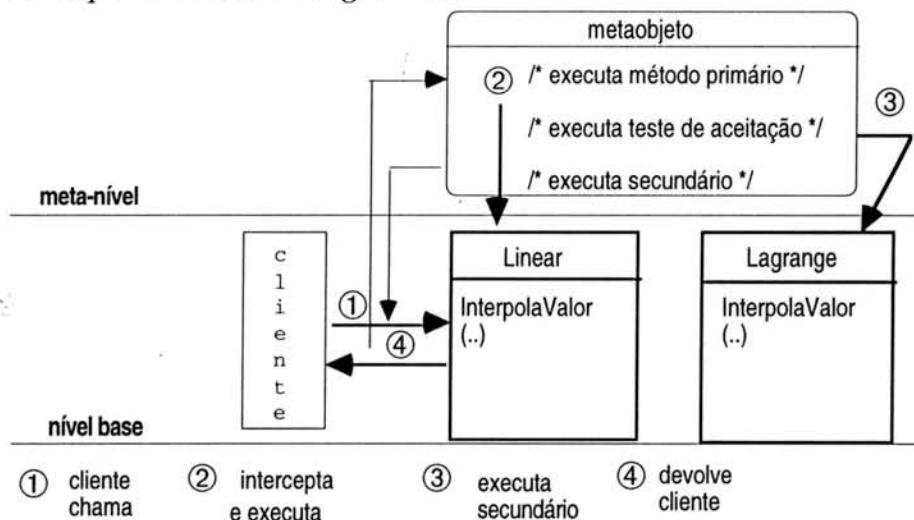 metaobjeto
② /* executa método primário */
③
/* executa teste de aceitação */
/* executa secundário */
meta-nível
cliente
Linear
Lagrange
①
InterpolaValor
(..)
InterpolaValor
(..)
④
nível base
① cliente
chama
② intercepta
e executa
③ executa
secundário
④ devolve
cliente